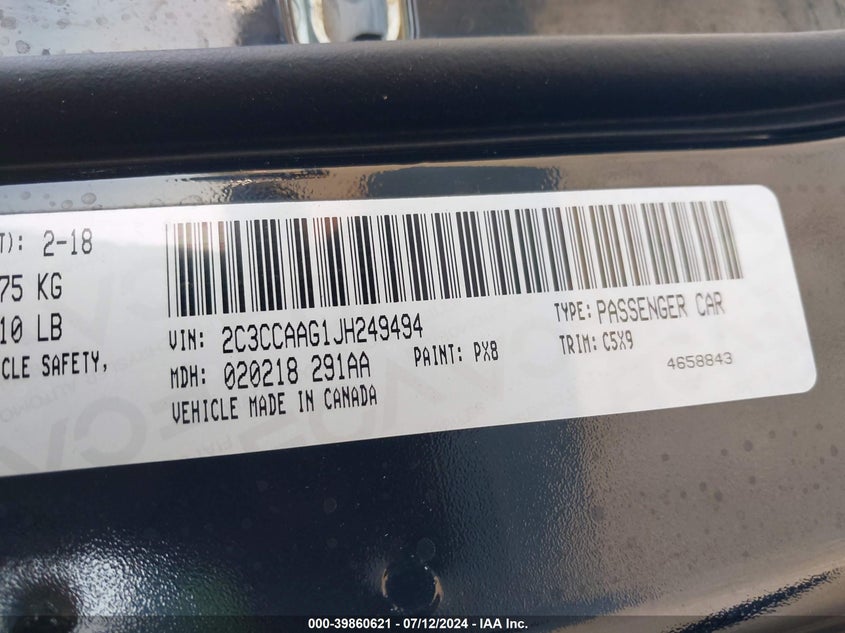 T): 2-18
75 KG
10 LB
CLE SAFETY,
VIN: 2C3CCAAG1JH249494
TYPE: PASSENGER CAR
MDH: 020218 291AA
PAINT: PX8
TRIM: C5X9
VEHICLE MADE IN CANADA
4658843
000-39860621 - 07/12/2024 - IAA Inc.